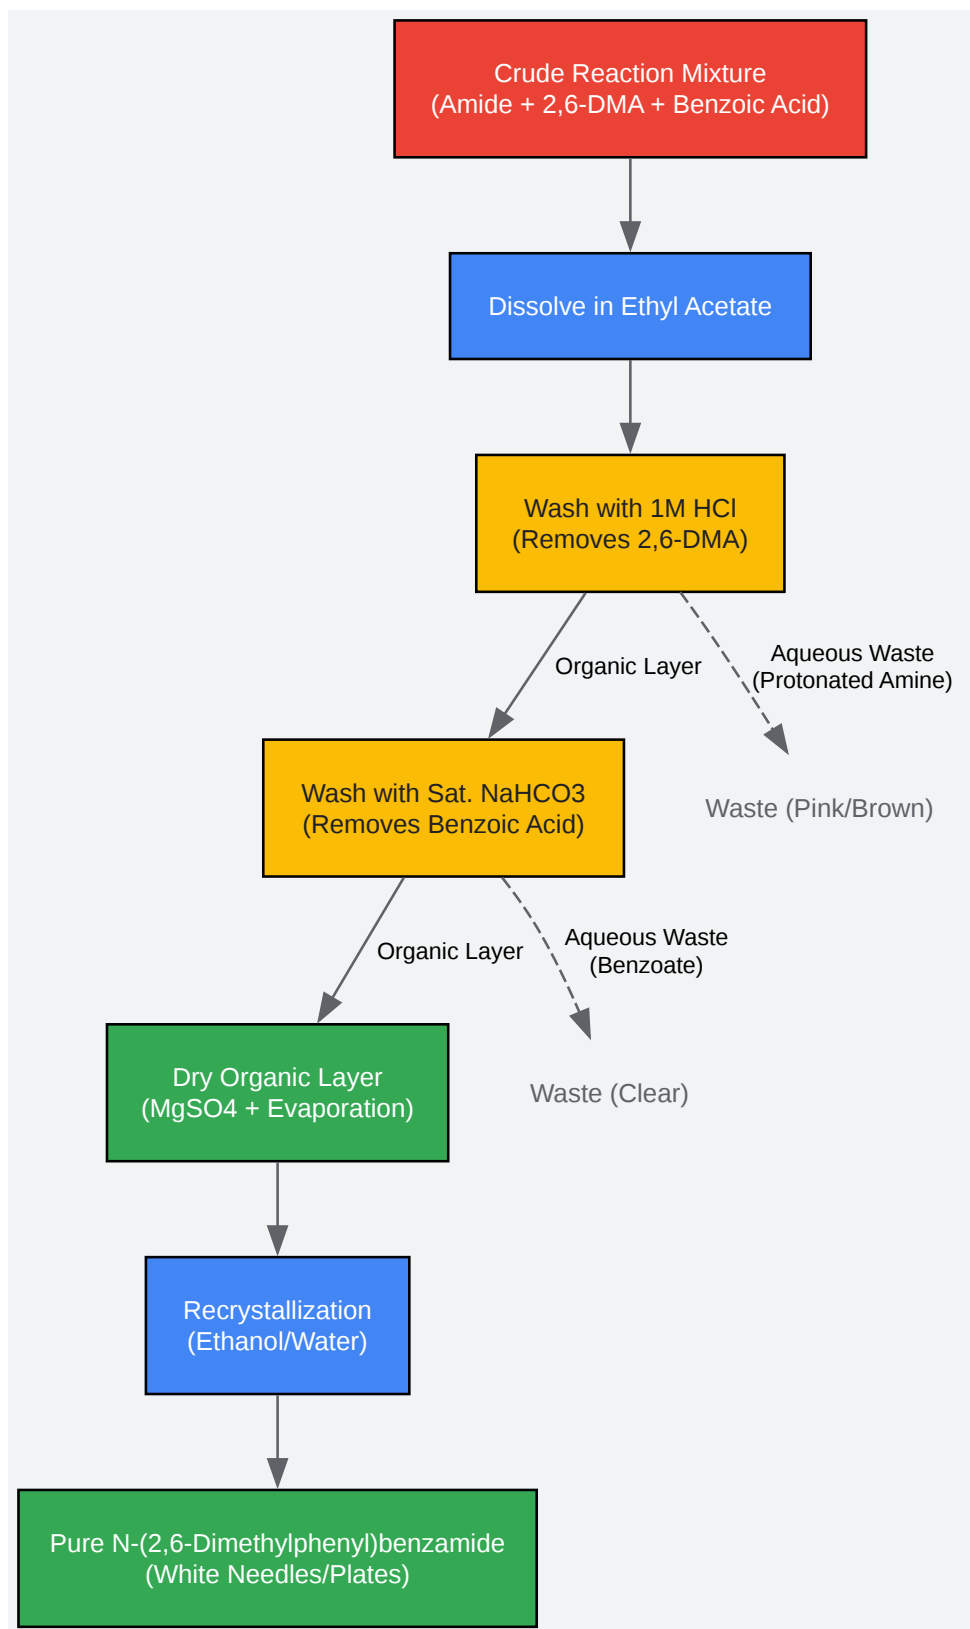 Crude Reaction Mixture
(Amide + 2,6-DMA + Benzoic Acid)
Dissolve in Ethyl Acetate
Wash with 1M HCl
(Removes 2,6-DMA)
Organic Layer
Aqueous Waste
(Protonated Amine)
Wash with Sat. NaHCO3
(Removes Benzoic Acid)
Waste (Pink/Brown)
Organic Layer
Aqueous Waste
(Benzoate)
Dry Organic Layer
(MgSO4 + Evaporation)
Waste (Clear)
Recrystallization
(Ethanol/Water)
Pure N-(2,6-Dimethylphenyl)benzamide
(White Needles/Plates)